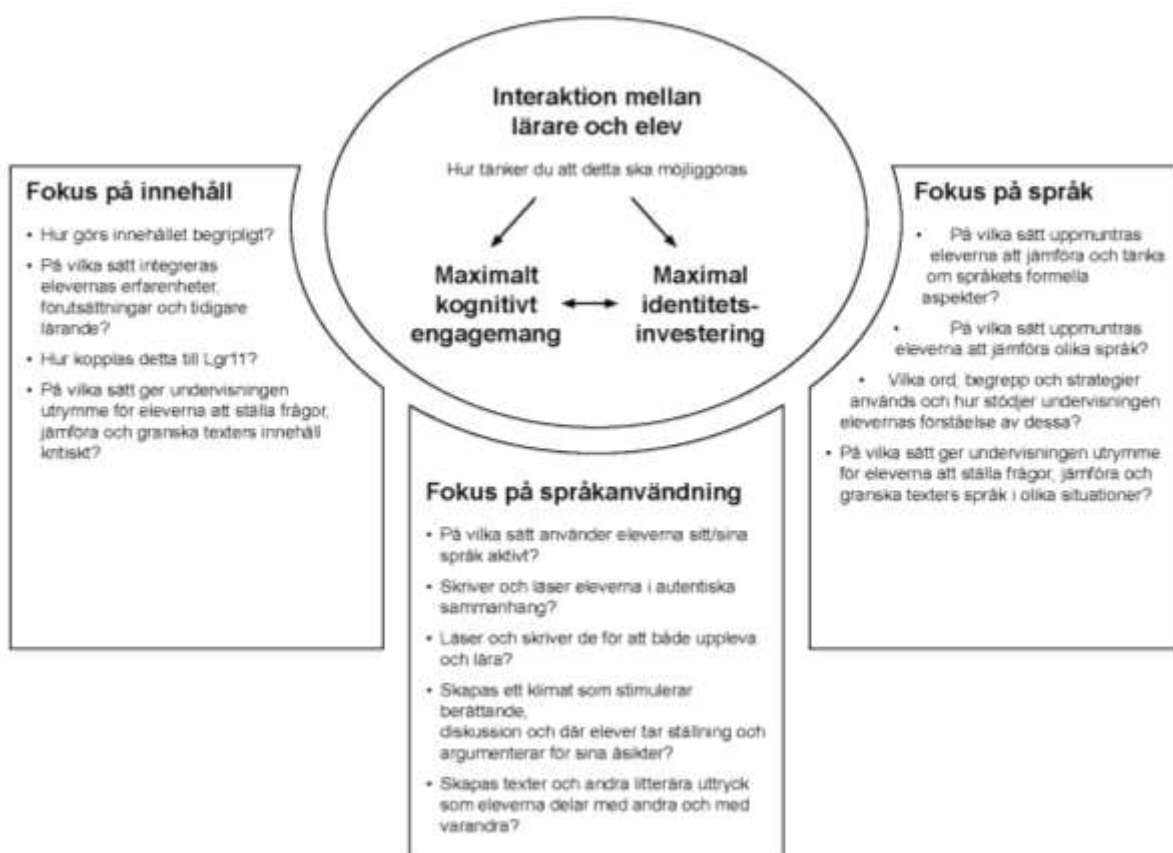 Interaktion mellan
lärare och elev
Hur tänker du att detta ska möjliggöras
Maximalt
kognitivt
engagemang
Maximal
identitets-
investering
Fokus på innehåll
• Hur görs innehållet begripligt?
• På vilka sätt integreras
elevernas erfarenheter,
förutsättningar och tidigare
lärande?
• Hur kopplas detta till Lgr11?
• På vilka sätt ger undervisningen
utrymme för eleverna att ställa frågor,
jämföra och granska texters innehåll
kritiskt?
Fokus på språkanvändning
• På vilka sätt använder eleverna sitt/sina
språk aktivt?
• Skriver och läser eleverna i autentiska
sammanhang?
• Läser och skriver de för att både uppleva
och lära?
• Skapas ett klimat som stimulerar
berättande,
diskussion och där elever tar ställning och
argumenterar för sina åsikter?
• Skapas texter och andra litterära uttryck
som eleverna delar med andra och med
varandra?
Fokus på språk
• På vilka sätt uppmuntras
eleverna att jämföra och tänka
om språkets formella
aspekter?
• På vilka sätt uppmuntras
eleverna att jämföra olika språk?
• Vilka ord, begrepp och strategier
används och hur stödjer undervisningen
elevernas förståelse av dessa?
• På vilka sätt ger undervisningen utrymme
för eleverna att ställa frågor, jämföra och
granska texters språk i olika situationer?